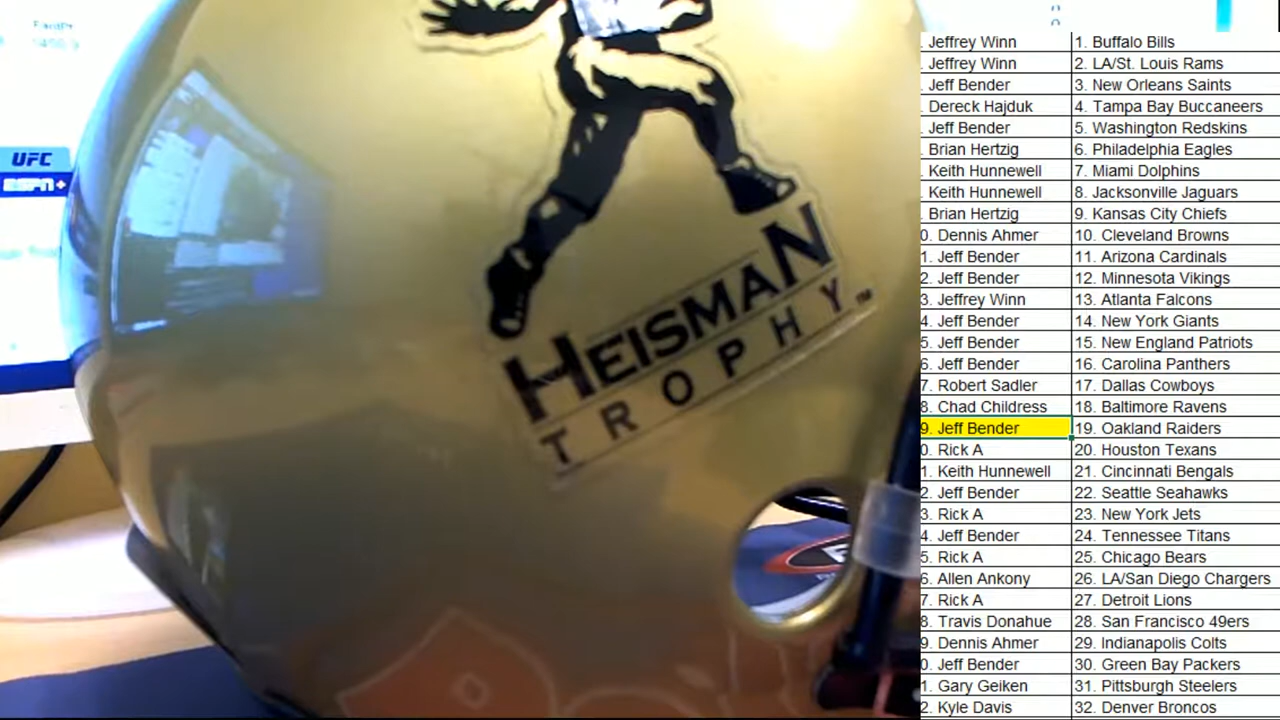 UFC
ESPN+
HEISMAN
TROPHY™
. Jeffrey Winn 1. Buffalo Bills
. Jeffrey Winn 2. LA/St. Louis Rams
. Jeff Bender 3. New Orleans Saints
. Dereck Hajduk 4. Tampa Bay Buccaneers
. Jeff Bender 5. Washington Redskins
. Brian Hertzig 6. Philadelphia Eagles
. Keith Hunnewell 7. Miami Dolphins
. Keith Hunnewell 8. Jacksonville Jaguars
. Brian Hertzig 9. Kansas City Chiefs
0. Dennis Ahmer 10. Cleveland Browns
1. Jeff Bender 11. Arizona Cardinals
2. Jeff Bender 12. Minnesota Vikings
3. Jeffrey Winn 13. Atlanta Falcons
4. Jeff Bender 14. New York Giants
5. Jeff Bender 15. New England Patriots
6. Jeff Bender 16. Carolina Panthers
7. Robert Sadler 17. Dallas Cowboys
8. Chad Childress 18. Baltimore Ravens
9. Jeff Bender 19. Oakland Raiders
0. Rick A 20. Houston Texans
1. Keith Hunnewell 21. Cincinnati Bengals
2. Jeff Bender 22. Seattle Seahawks
3. Rick A 23. New York Jets
4. Jeff Bender 24. Tennessee Titans
5. Rick A 25. Chicago Bears
6. Allen Ankony 26. LA/San Diego Chargers
7. Rick A 27. Detroit Lions
8. Travis Donahue 28. San Francisco 49ers
9. Dennis Ahmer 29. Indianapolis Colts
0. Jeff Bender 30. Green Bay Packers
1. Gary Geiken 31. Pittsburgh Steelers
2. Kyle Davis 32. Denver Broncos